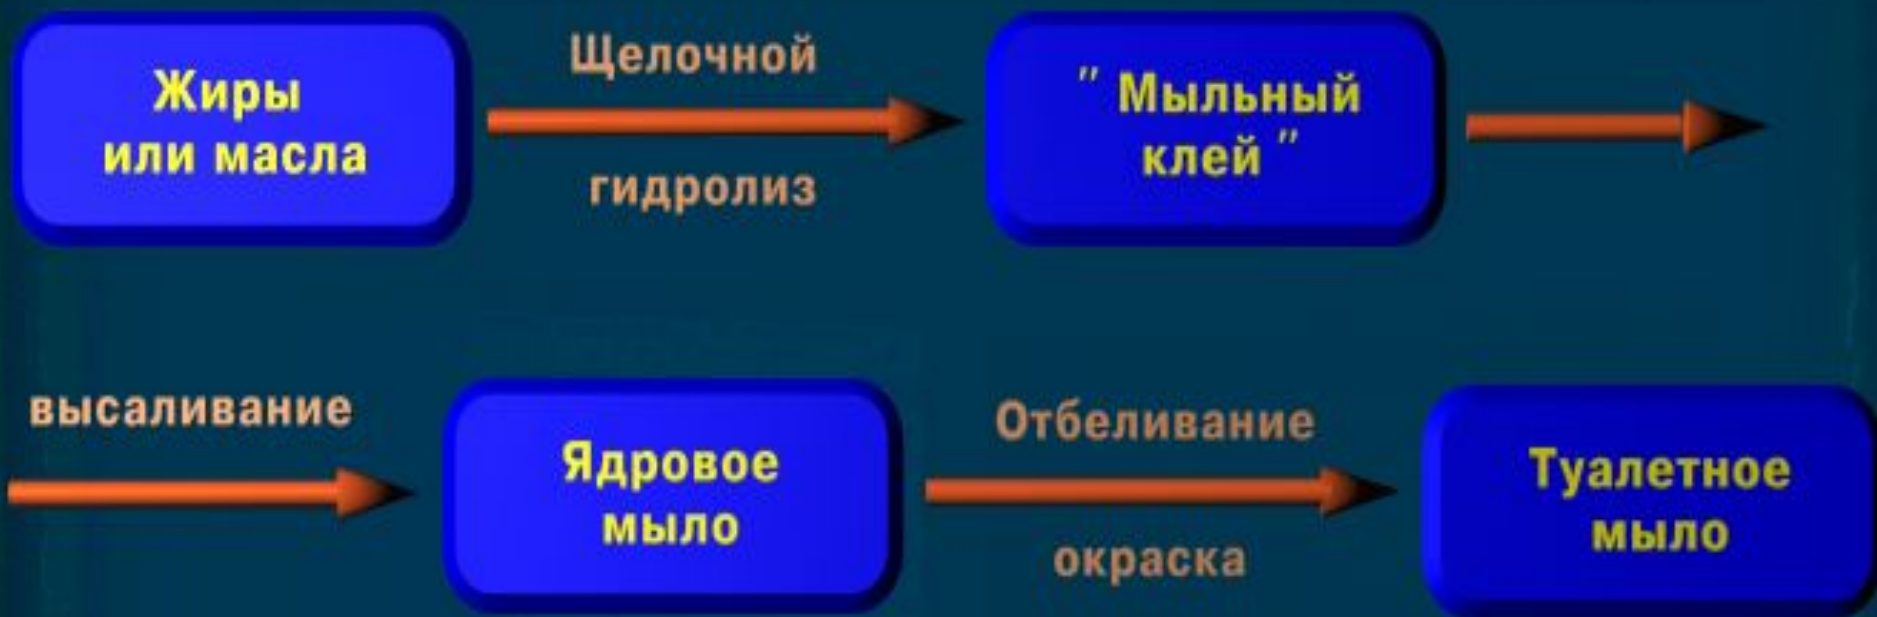 Жиры
или масла
Щелочной
гидролиз
" Мыльный
клей "
высаливание
Ядровое
мыло
Отбеливание
окраска
Туалетное
мыло